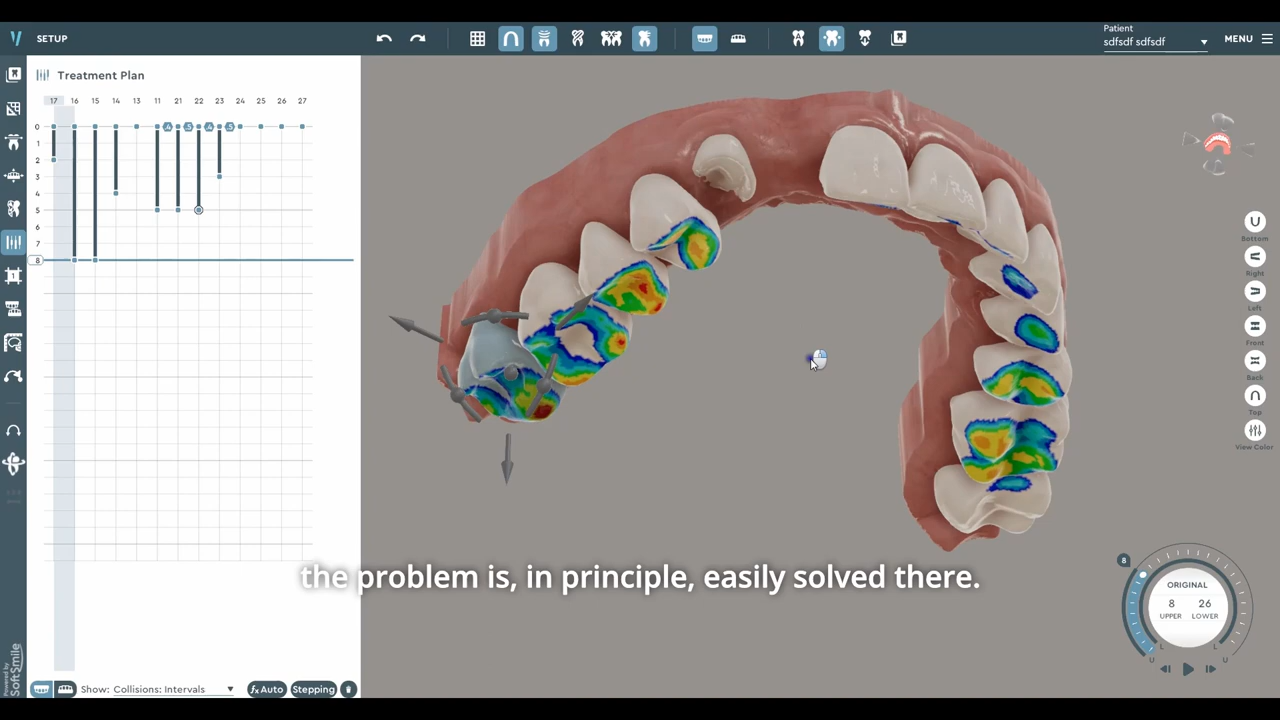 SETUP
Patient
sdfsdf sdfsdf
MENU
Treatment Plan
17 16 15 14 13 11 21 22 23 24 25 26 27
0
1
2
3
4
5
6
7
8
Bottom
Right
Left
Front
Back
Top
View Color
the problem is, in principle, easily solved there.
8
ORIGINAL
8 26
UPPER LOWER
L L
U U
Powered by
SoftSmile
Show: Collisions: Intervals
fx Auto
Stepping